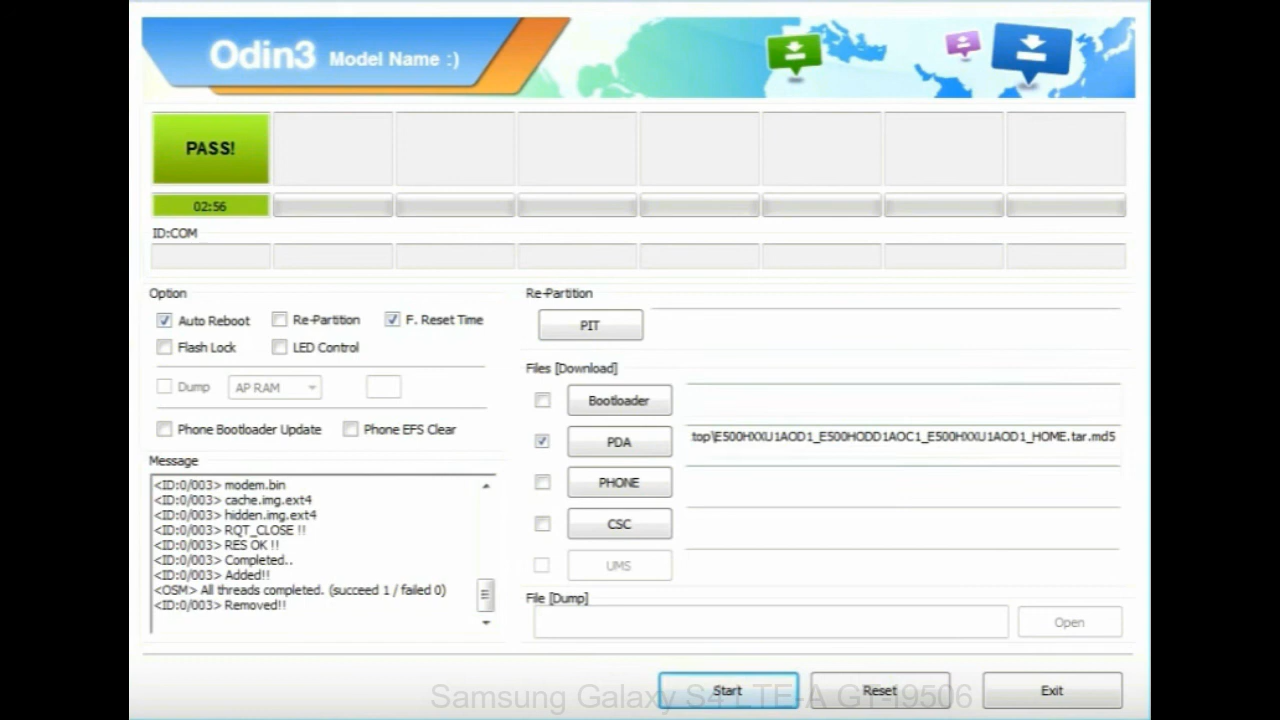 Odin3 Model Name :)
PASS!
02:56
ID:COM
Option
Auto Reboot Re-Partition F. Reset Time
Flash Lock LED Control
Dump AP RAM
Phone Bootloader Update Phone EFS Clear
Message
<ID:0/003> modem.bin
<ID:0/003> cache.img.ext4
<ID:0/003> hidden.img.ext4
<ID:0/003> RQT_CLOSE !!
<ID:0/003> RES OK !!
<ID:0/003> Completed..
<ID:0/003> Added!!
<OSM> All threads completed. (succeed 1 / failed 0)
<ID:0/003> Removed!!
Re-Partition
PIT
Files [Download]
Bootloader
PDA top\E500HXXU1AOD1_E500HODD1AOC1_E500HXXU1AOD1_HOME.tar.md5
PHONE
CSC
UMS
File [Dump]
Open
Start Reset Exit
Samsung Galaxy S4 LTE-A GT-I9506